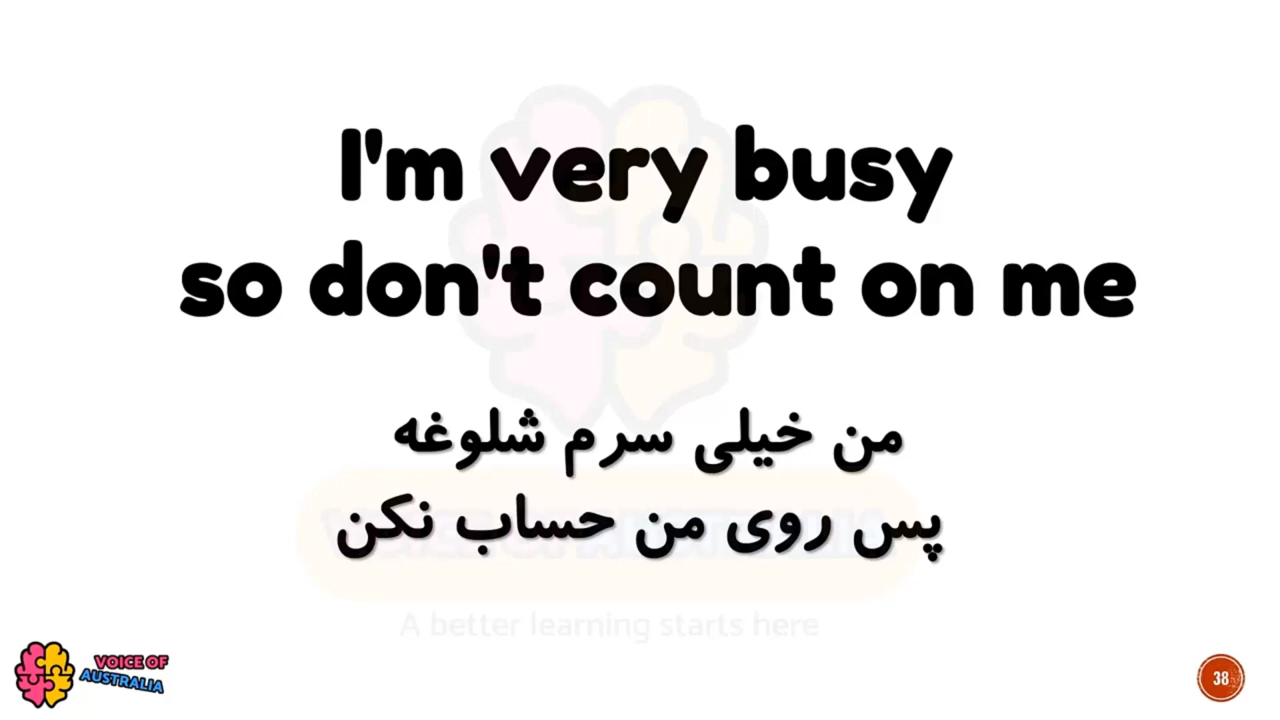 I'm very busy
so don't count on me
من خیلی سرم شلوغه
پس روی من حساب نکن
A better learning starts here
VOICE OF
AUSTRALIA
38